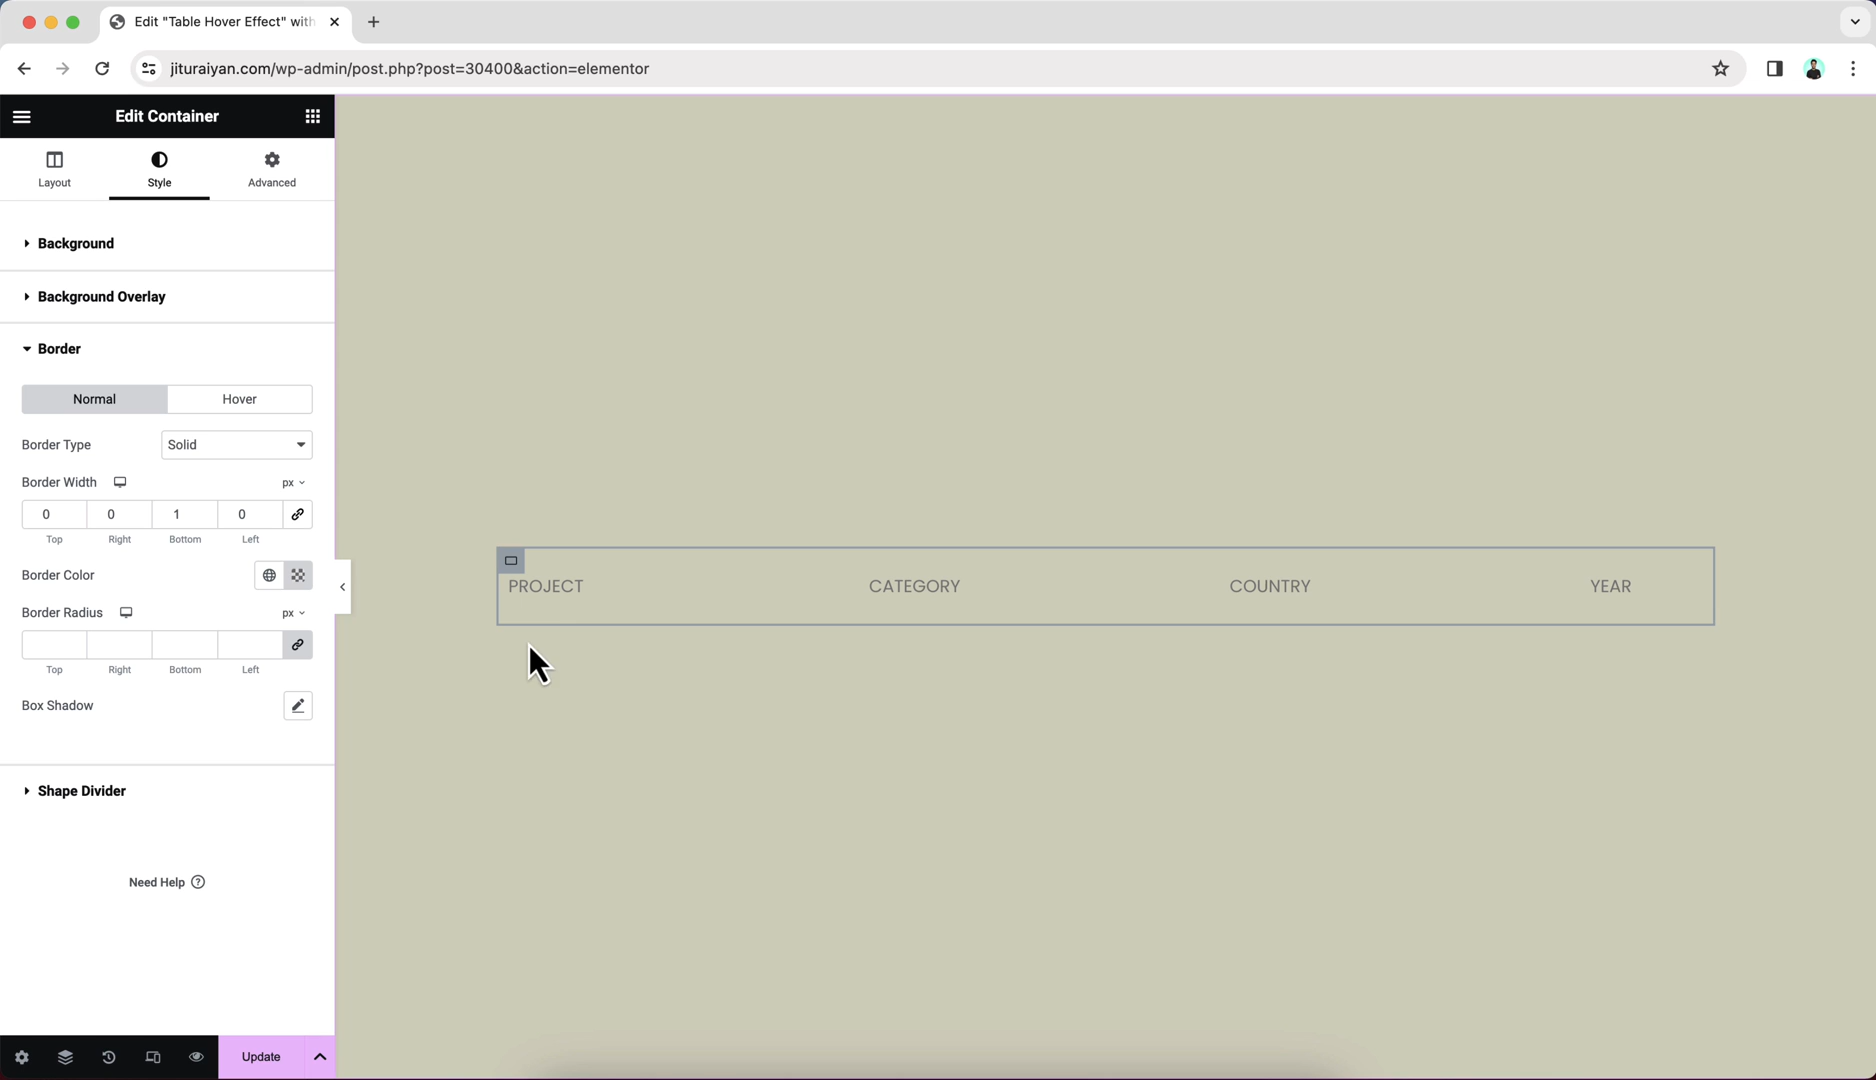 Edit "Table Hover Effect" with
jituraiyan.com/wp-admin/post.php?post=30400&action=elementor
Edit Container
Layout
Style
Advanced
Background
Background Overlay
Border
Normal
Hover
Border Type
Solid
Border Width
px
0
0
1
0
Top
Right
Bottom
Left
Border Color
Border Radius
px
Top
Right
Bottom
Left
Box Shadow
Shape Divider
Need Help ?
Update
PROJECT
CATEGORY
COUNTRY
YEAR